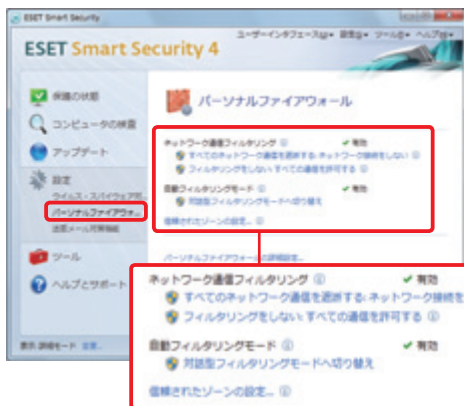 ESET Smart Security
ユーザーインタフェース(U)▾ 設定(S)▾ ツール(L)▾ ヘルプ(H)▾
ESET Smart Security 4
保護の状態
コンピュータの検査
アップデート
設定
ウイルス・スパイウェア対...
パーソナルファイアウォ...
迷惑メール対策機能
ツール
ヘルプとサポート
表示: 詳細モード 変更...
パーソナルファイアウォール
ネットワーク通信フィルタリング ✔ 有効
すべてのネットワーク通信を遮断する: ネットワーク接続をしない
フィルタリングをしない: すべての通信を許可する
自動フィルタリングモード ✔ 有効
対話型フィルタリングモードへ切り替え
信頼されたゾーンの設定...
パーソナルファイアウォールの詳細設定...
ネットワーク通信フィルタリング ✔ 有効
すべてのネットワーク通信を遮断する: ネットワーク接続を
フィルタリングをしない: すべての通信を許可する
自動フィルタリングモード ✔ 有効
対話型フィルタリングモードへ切り替え
信頼されたゾーンの設定...